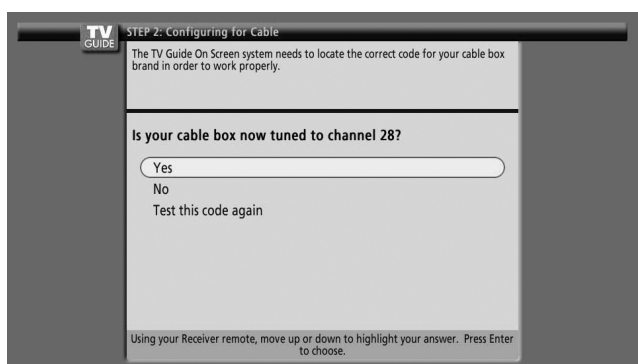 TV
GUIDE
STEP 2: Configuring for Cable
The TV Guide On Screen system needs to locate the correct code for your cable box
brand in order to work properly.
Is your cable box now tuned to channel 28?
Yes
No
Test this code again
Using your Receiver remote, move up or down to highlight your answer. Press Enter
to choose.